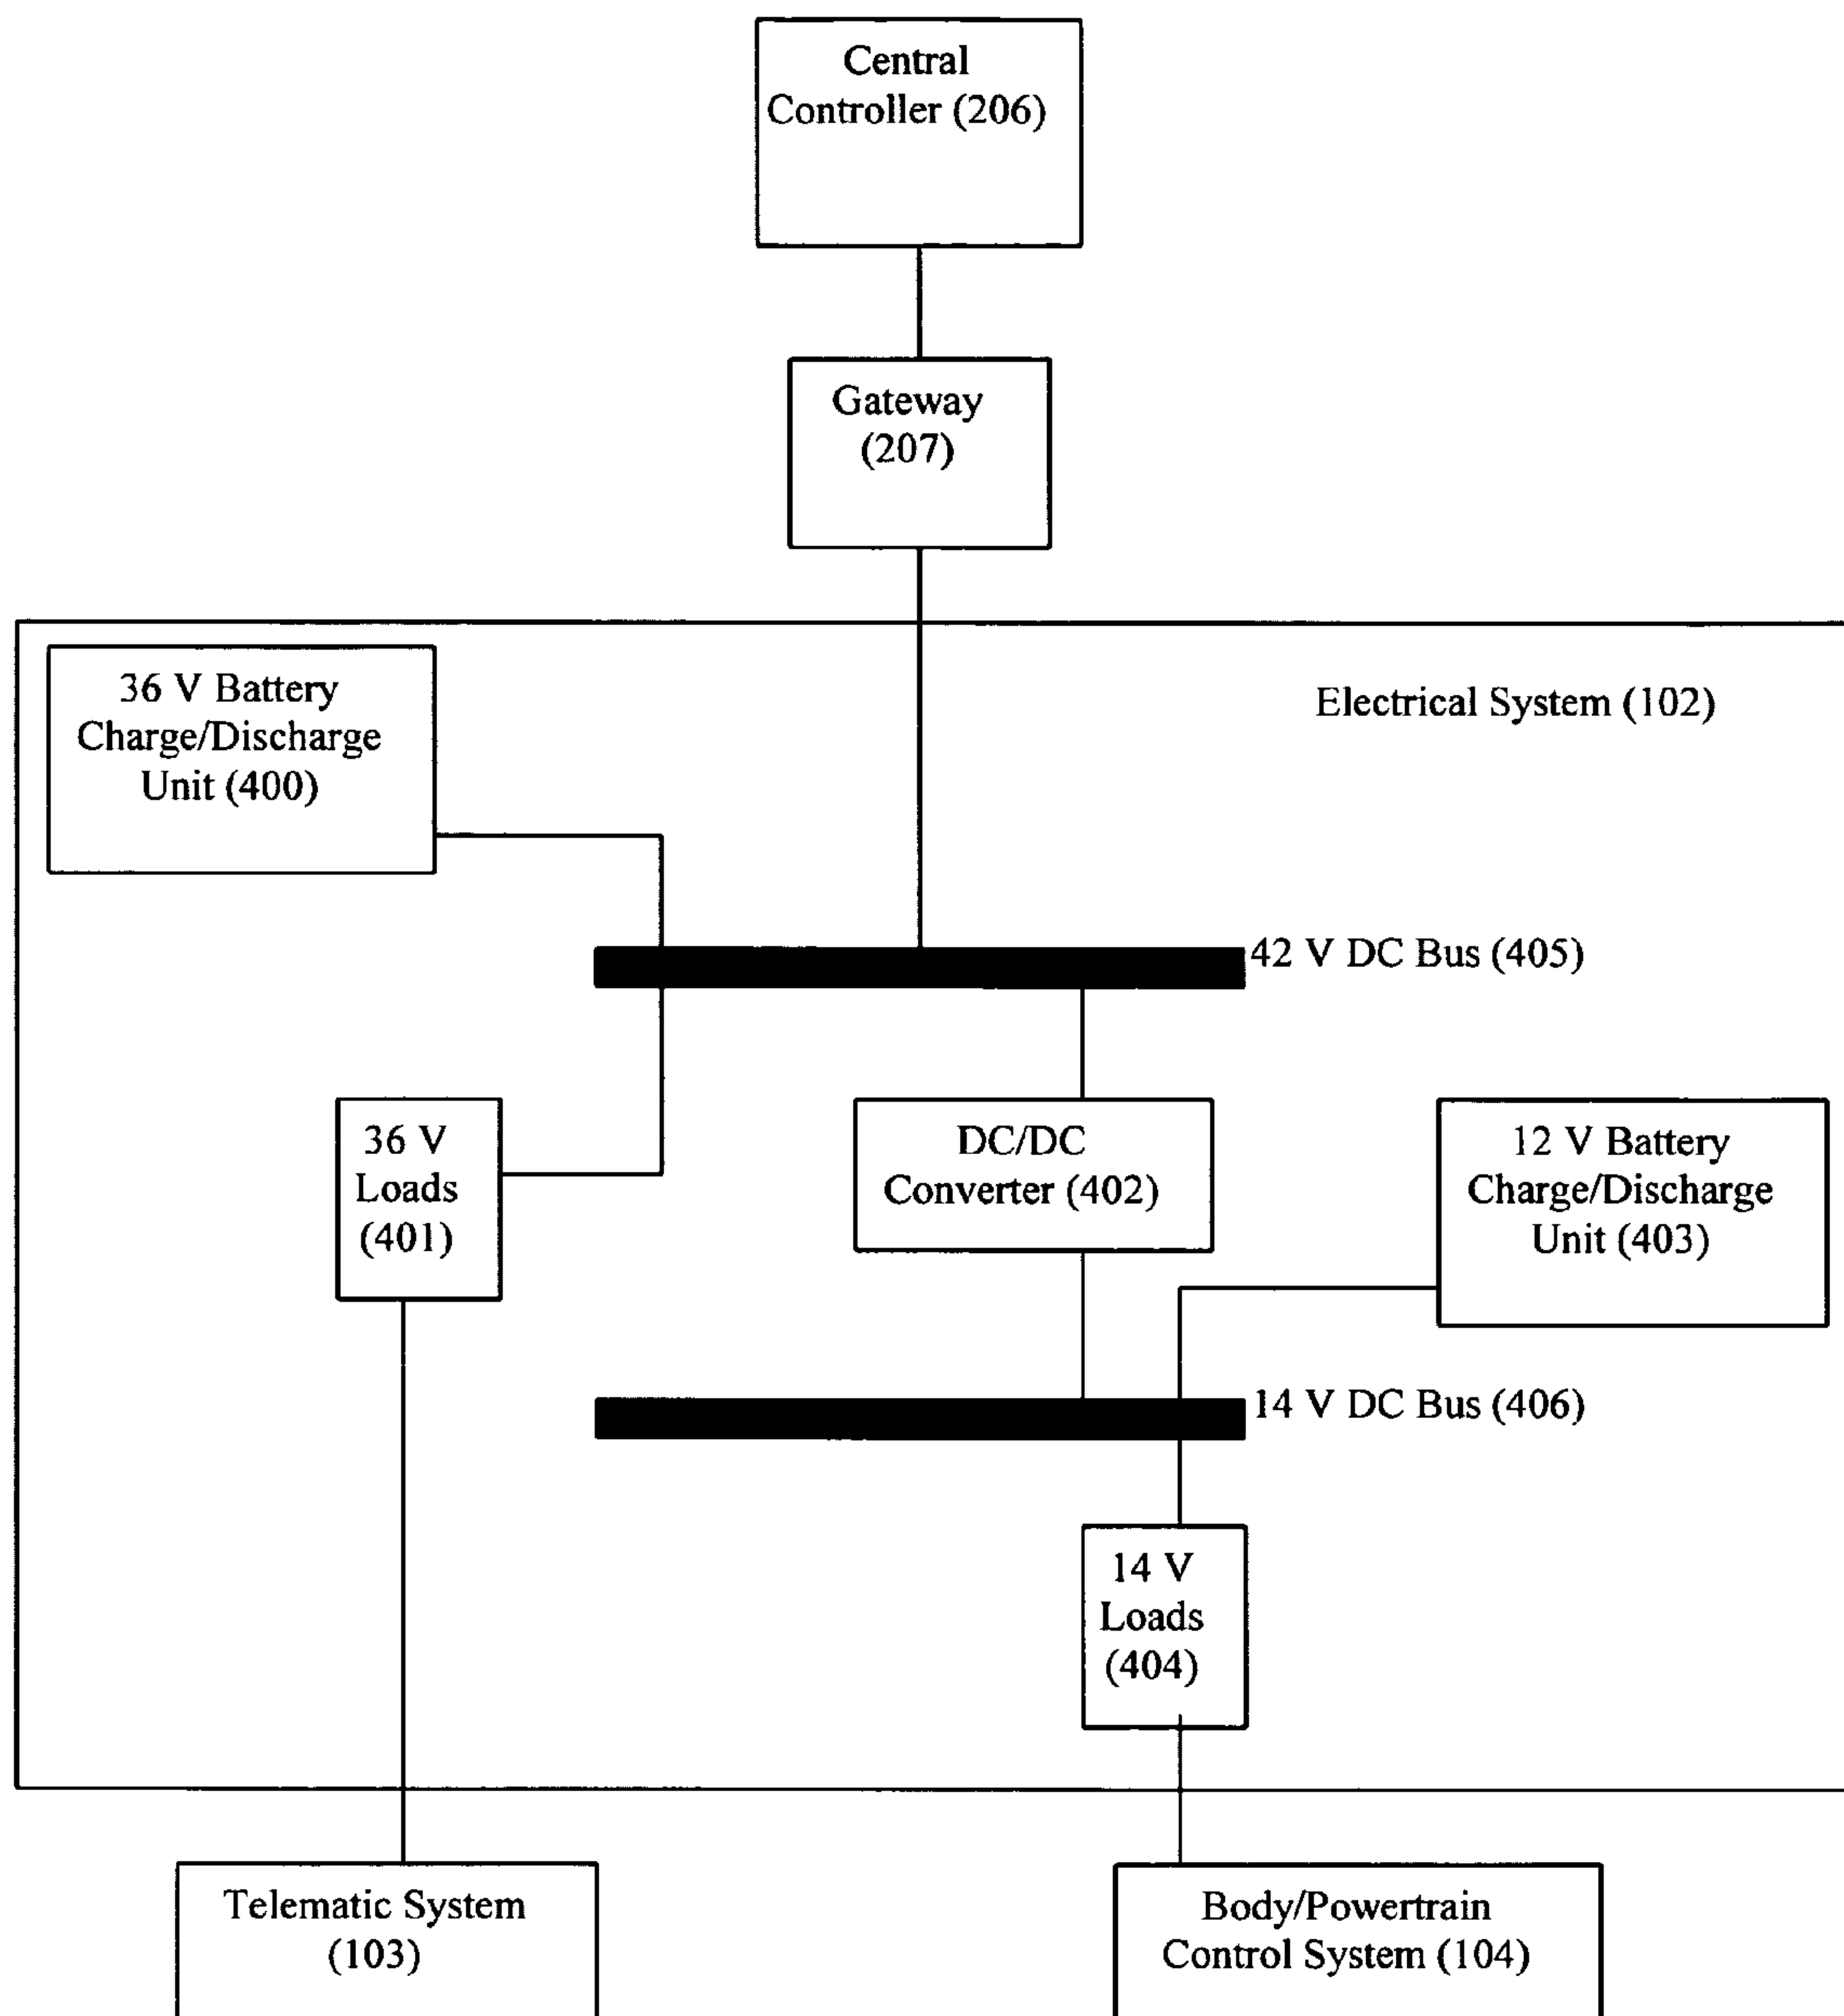 Central
Controller (206)
Gateway
(207)
36 V Battery
Charge/Discharge
Unit (400)
Electrical System (102)
42 V DC Bus (405)
36 V
Loads
(401)
DC/DC
Converter (402)
12 V Battery
Charge/Discharge
Unit (403)
14 V DC Bus (406)
14 V
Loads
(404)
Telematic System
(103)
Body/Powertrain
Control System (104)